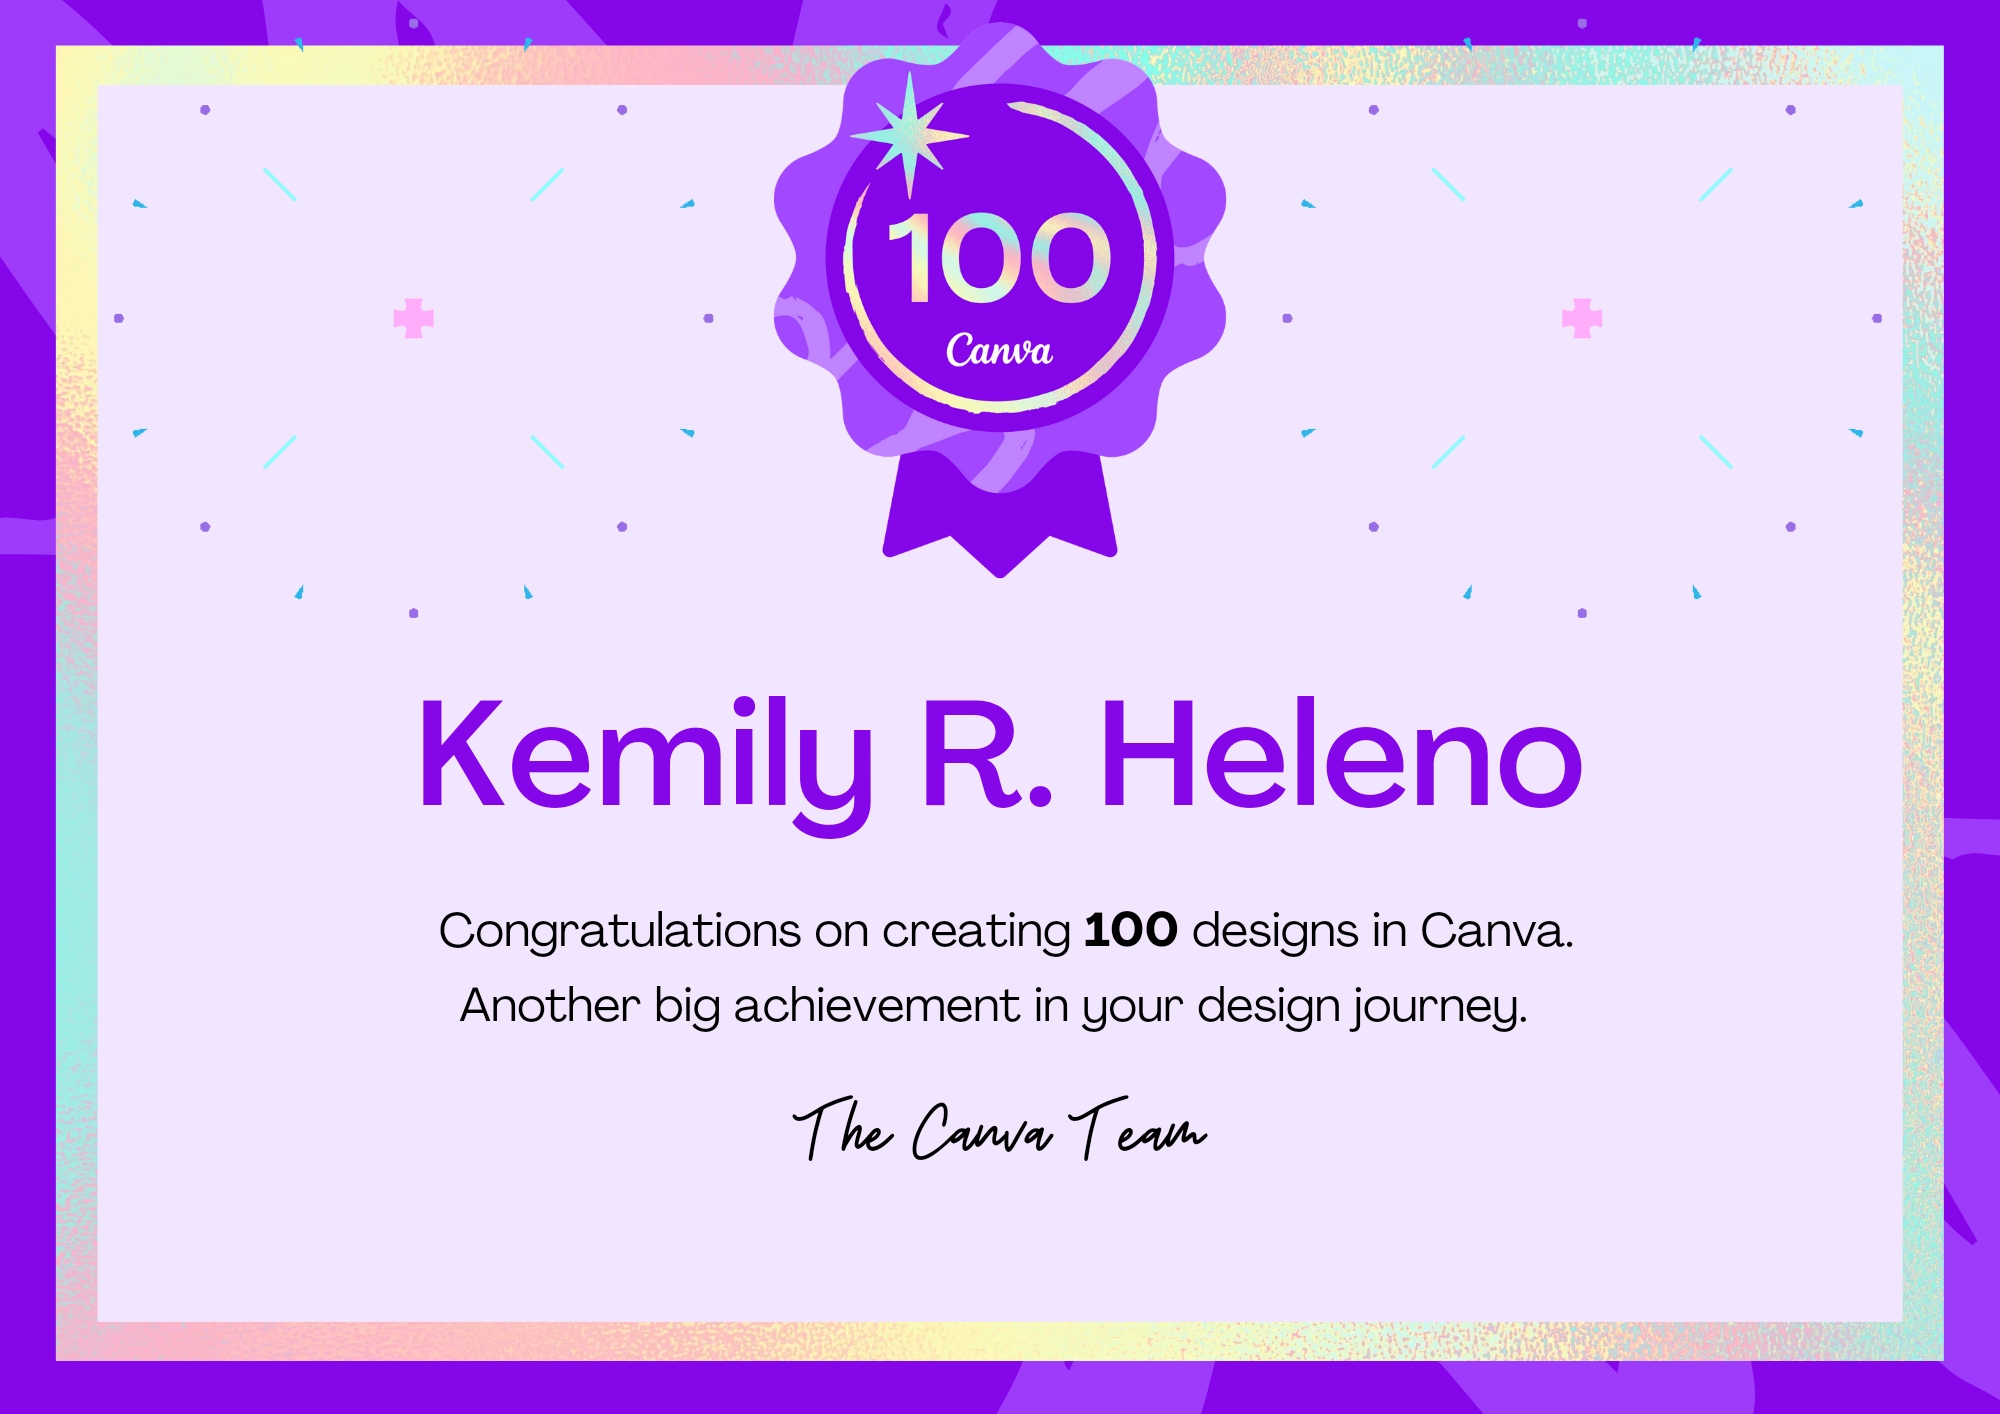 100
Canva
Kemily R. Heleno
Congratulations on creating 100 designs in Canva.
Another big achievement in your design journey.
The Canva Team